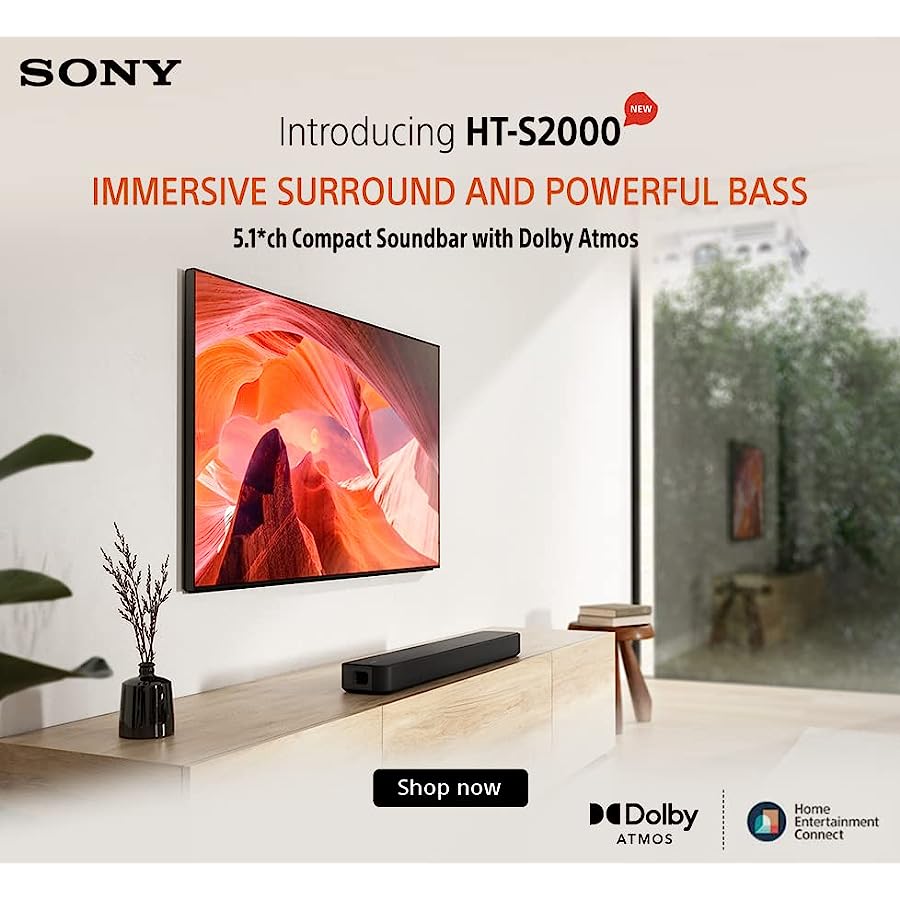 SONY
Introducing HT-S2000 NEW
IMMERSIVE SURROUND AND POWERFUL BASS
5.1*ch Compact Soundbar with Dolby Atmos
Shop now
Dolby
ATMOS
Home
Entertainment
Connect